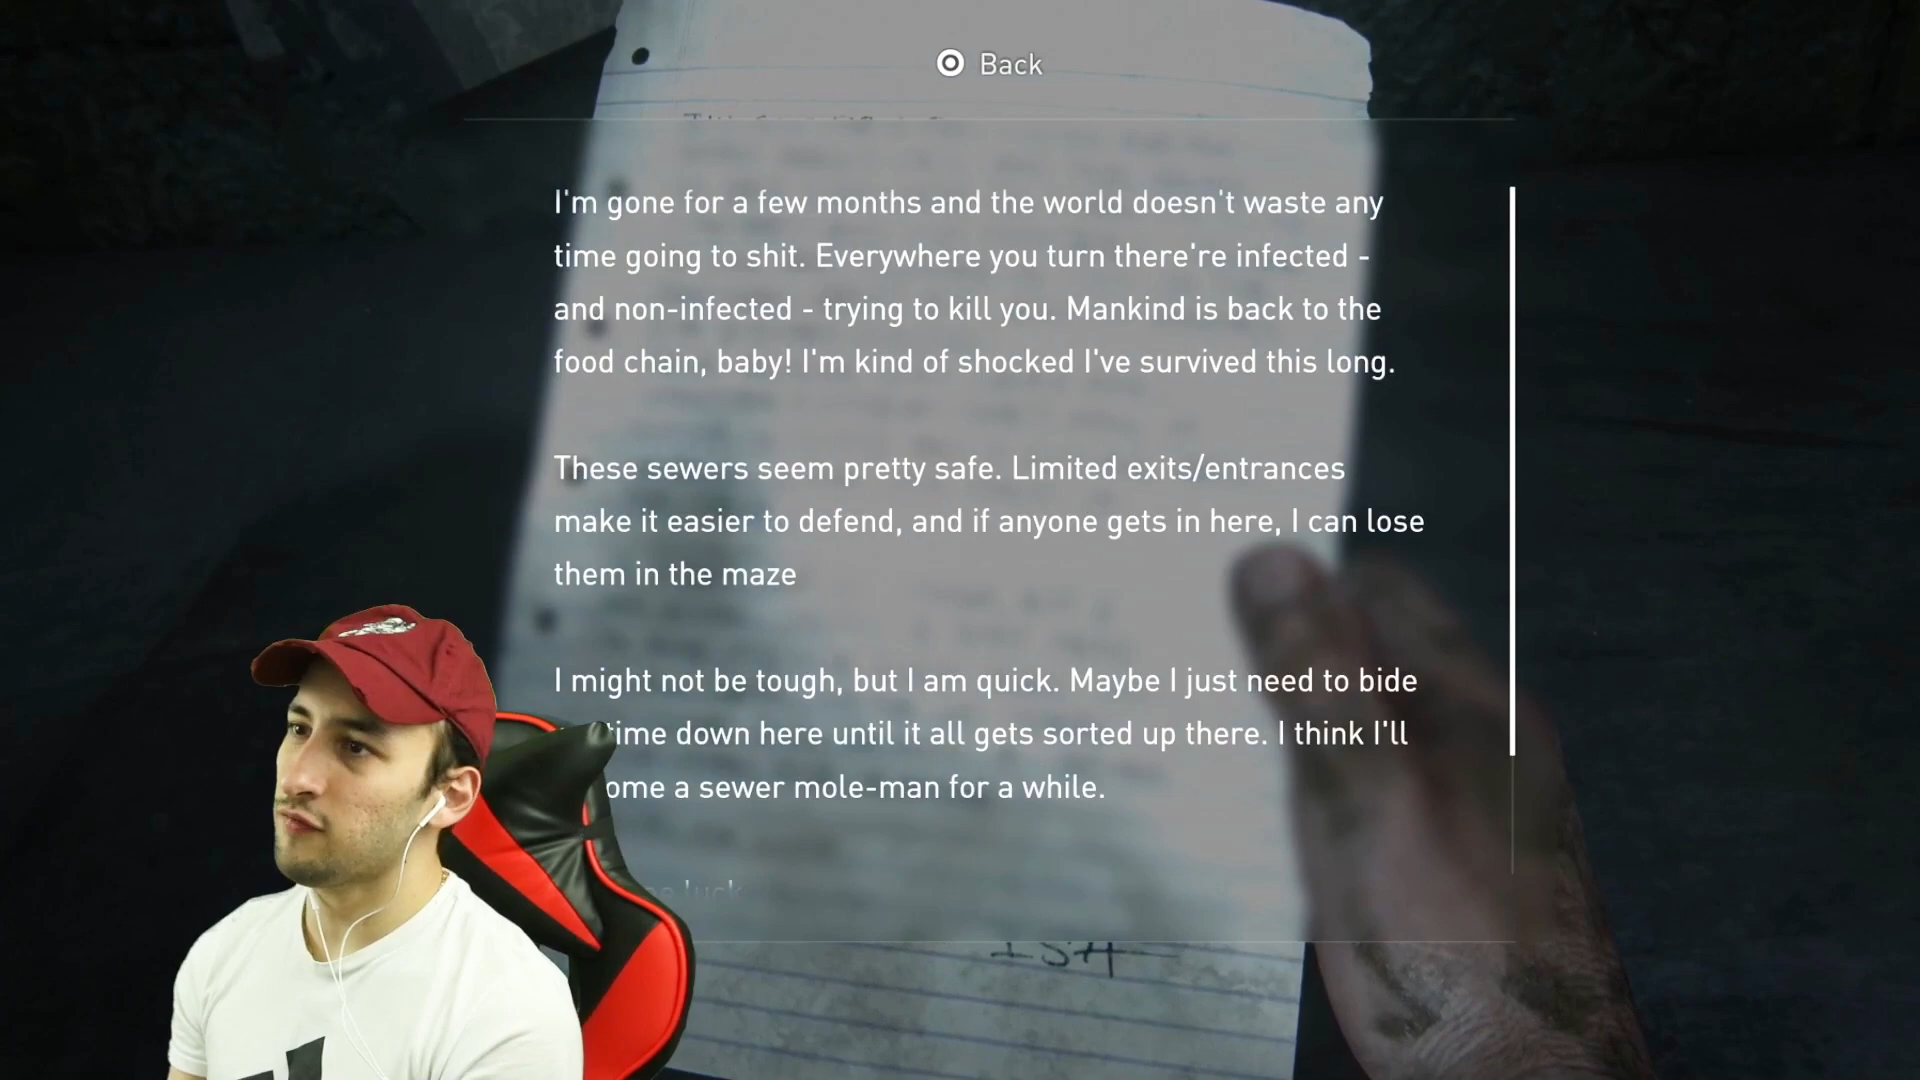 Back
I'm gone for a few months and the world doesn't waste any
time going to shit. Everywhere you turn there're infected -
and non-infected - trying to kill you. Mankind is back to the
food chain, baby! I'm kind of shocked I've survived this long.
These sewers seem pretty safe. Limited exits/entrances
make it easier to defend, and if anyone gets in here, I can lose
them in the maze
I might not be tough, but I am quick. Maybe I just need to bide
time down here until it all gets sorted up there. I think I'll
a sewer mole-man for a while.
luck
ISH